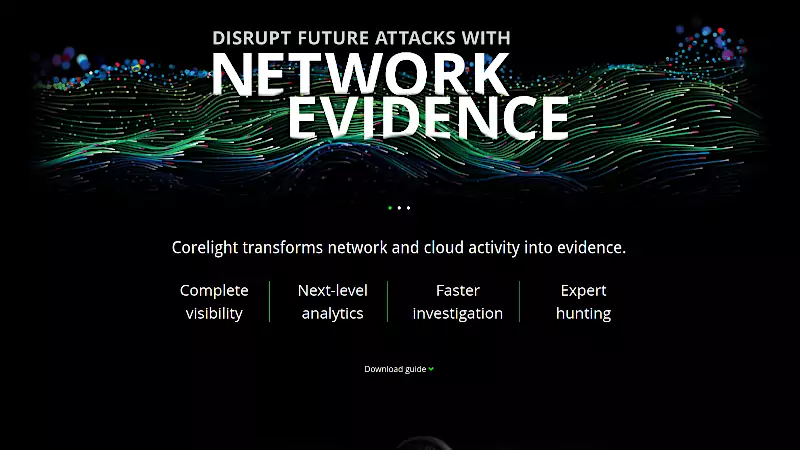 DISRUPT FUTURE ATTACKS WITH
NETWORK
EVIDENCE
Corelight transforms network and cloud activity into evidence.
Complete
visibility
Next-level
analytics
Faster
investigation
Expert
hunting
Download guide